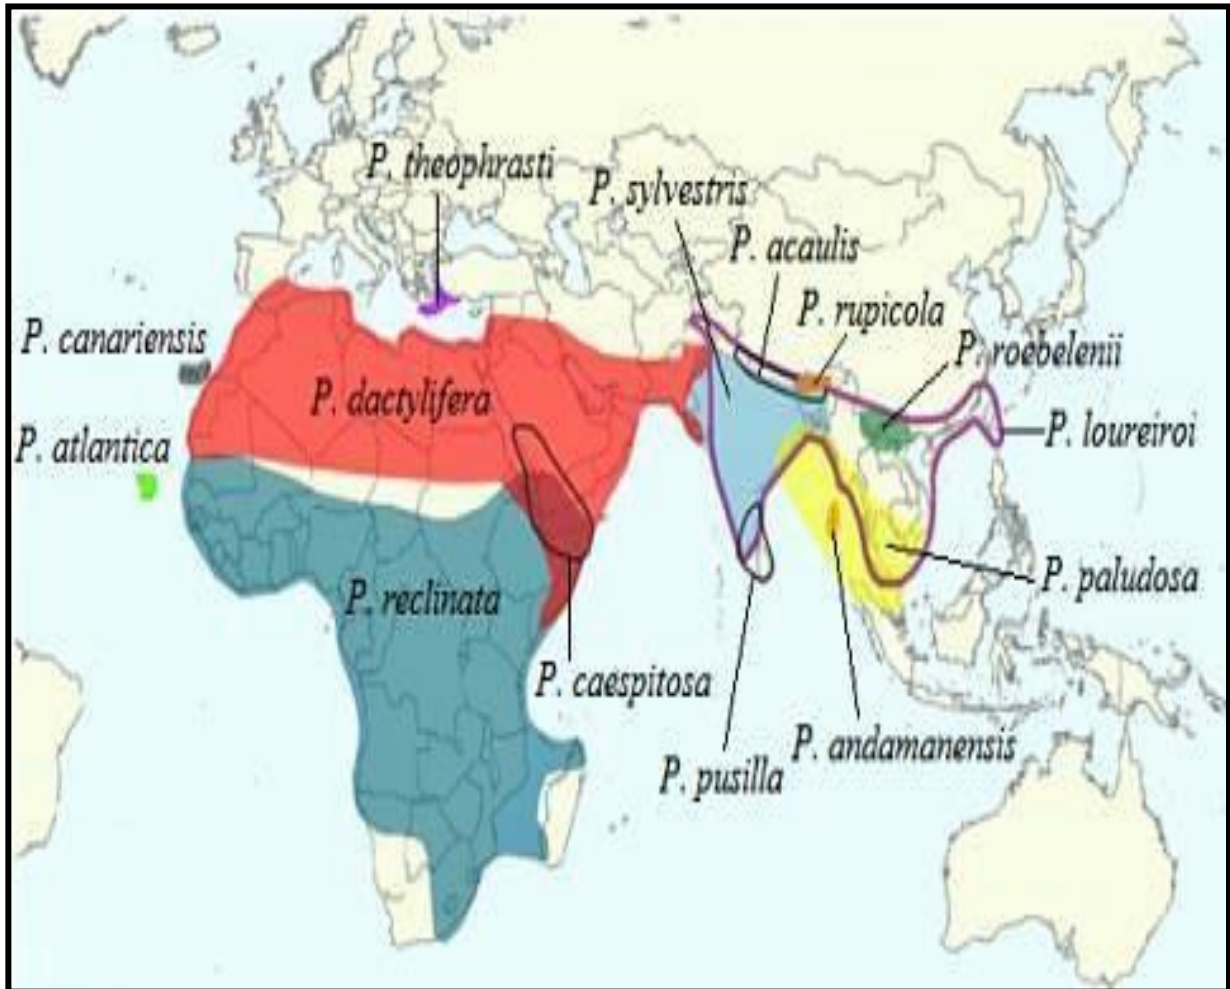 P. theophrasti
P. sylvestris
P. acaulis
P. rupicola
P. canariensis
P. roebelenii
P. dactylifera
P. atlantica
P. loureiroi
P. paludosa
P. reclinata
P. caespitosa
P. andamanensis
P. pusilla